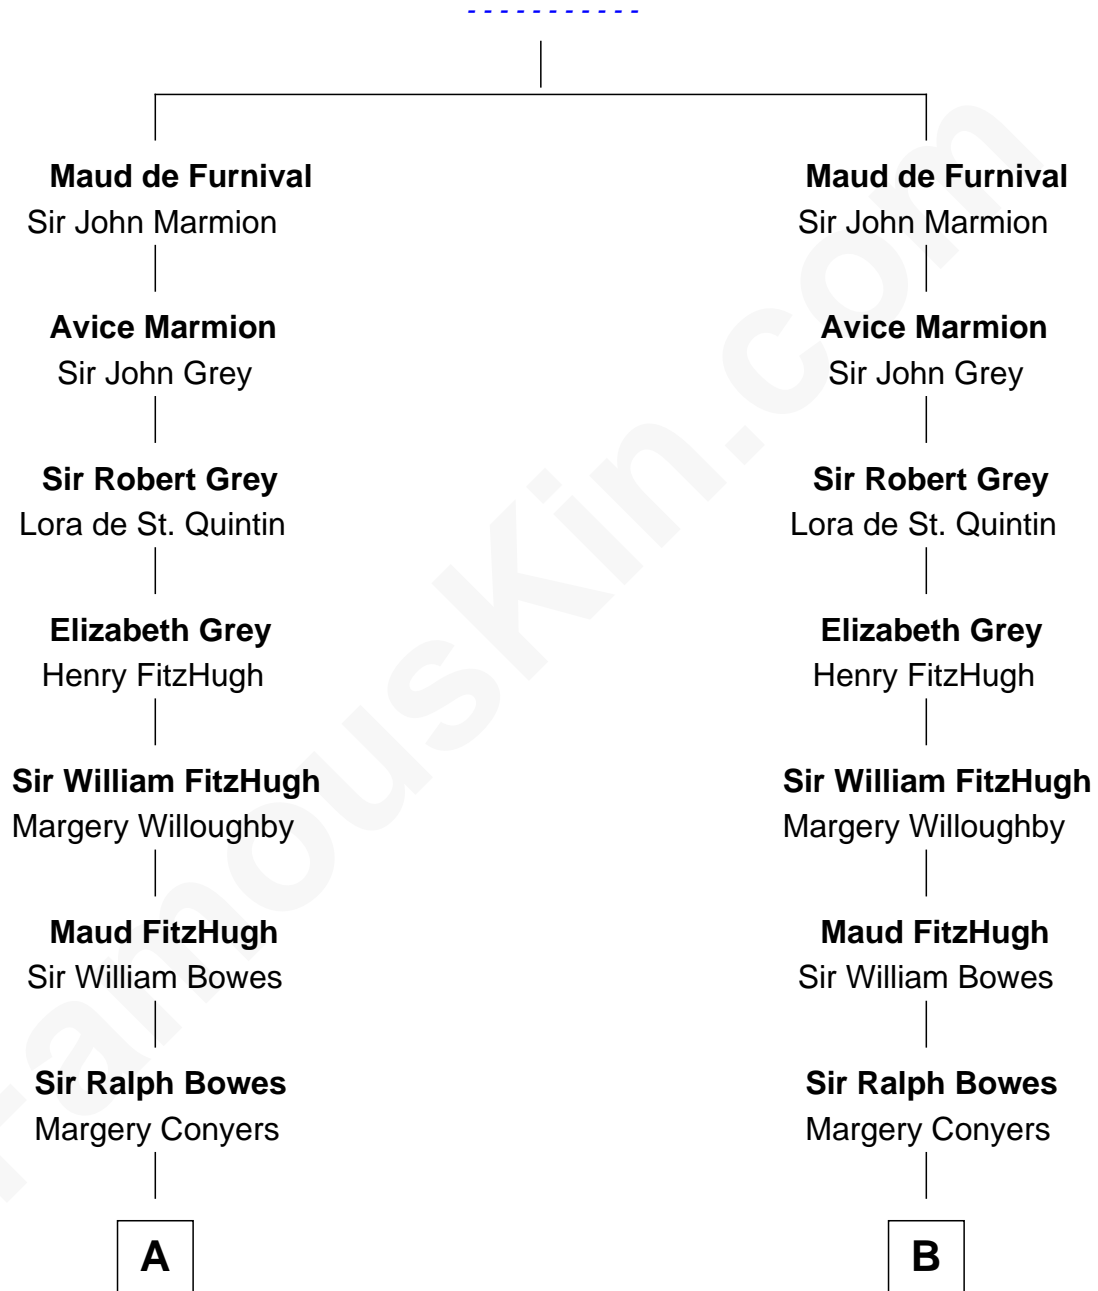 - - - - - - - - - - -
Maud de Furnival Maud de Furnival
Sir John Marmion Sir John Marmion
Avice Marmion Avice Marmion
Sir John Grey Sir John Grey
Sir Robert Grey Sir Robert Grey
Lora de St. Quintin Lora de St. Quintin
Elizabeth Grey Elizabeth Grey
Henry FitzHugh Henry FitzHugh
Sir William FitzHugh Sir William FitzHugh
Margery Willoughby Margery Willoughby
Maud FitzHugh Maud FitzHugh
Sir William Bowes Sir William Bowes
Sir Ralph Bowes Sir Ralph Bowes
Margery Conyers Margery Conyers
A B
FamousKin.com